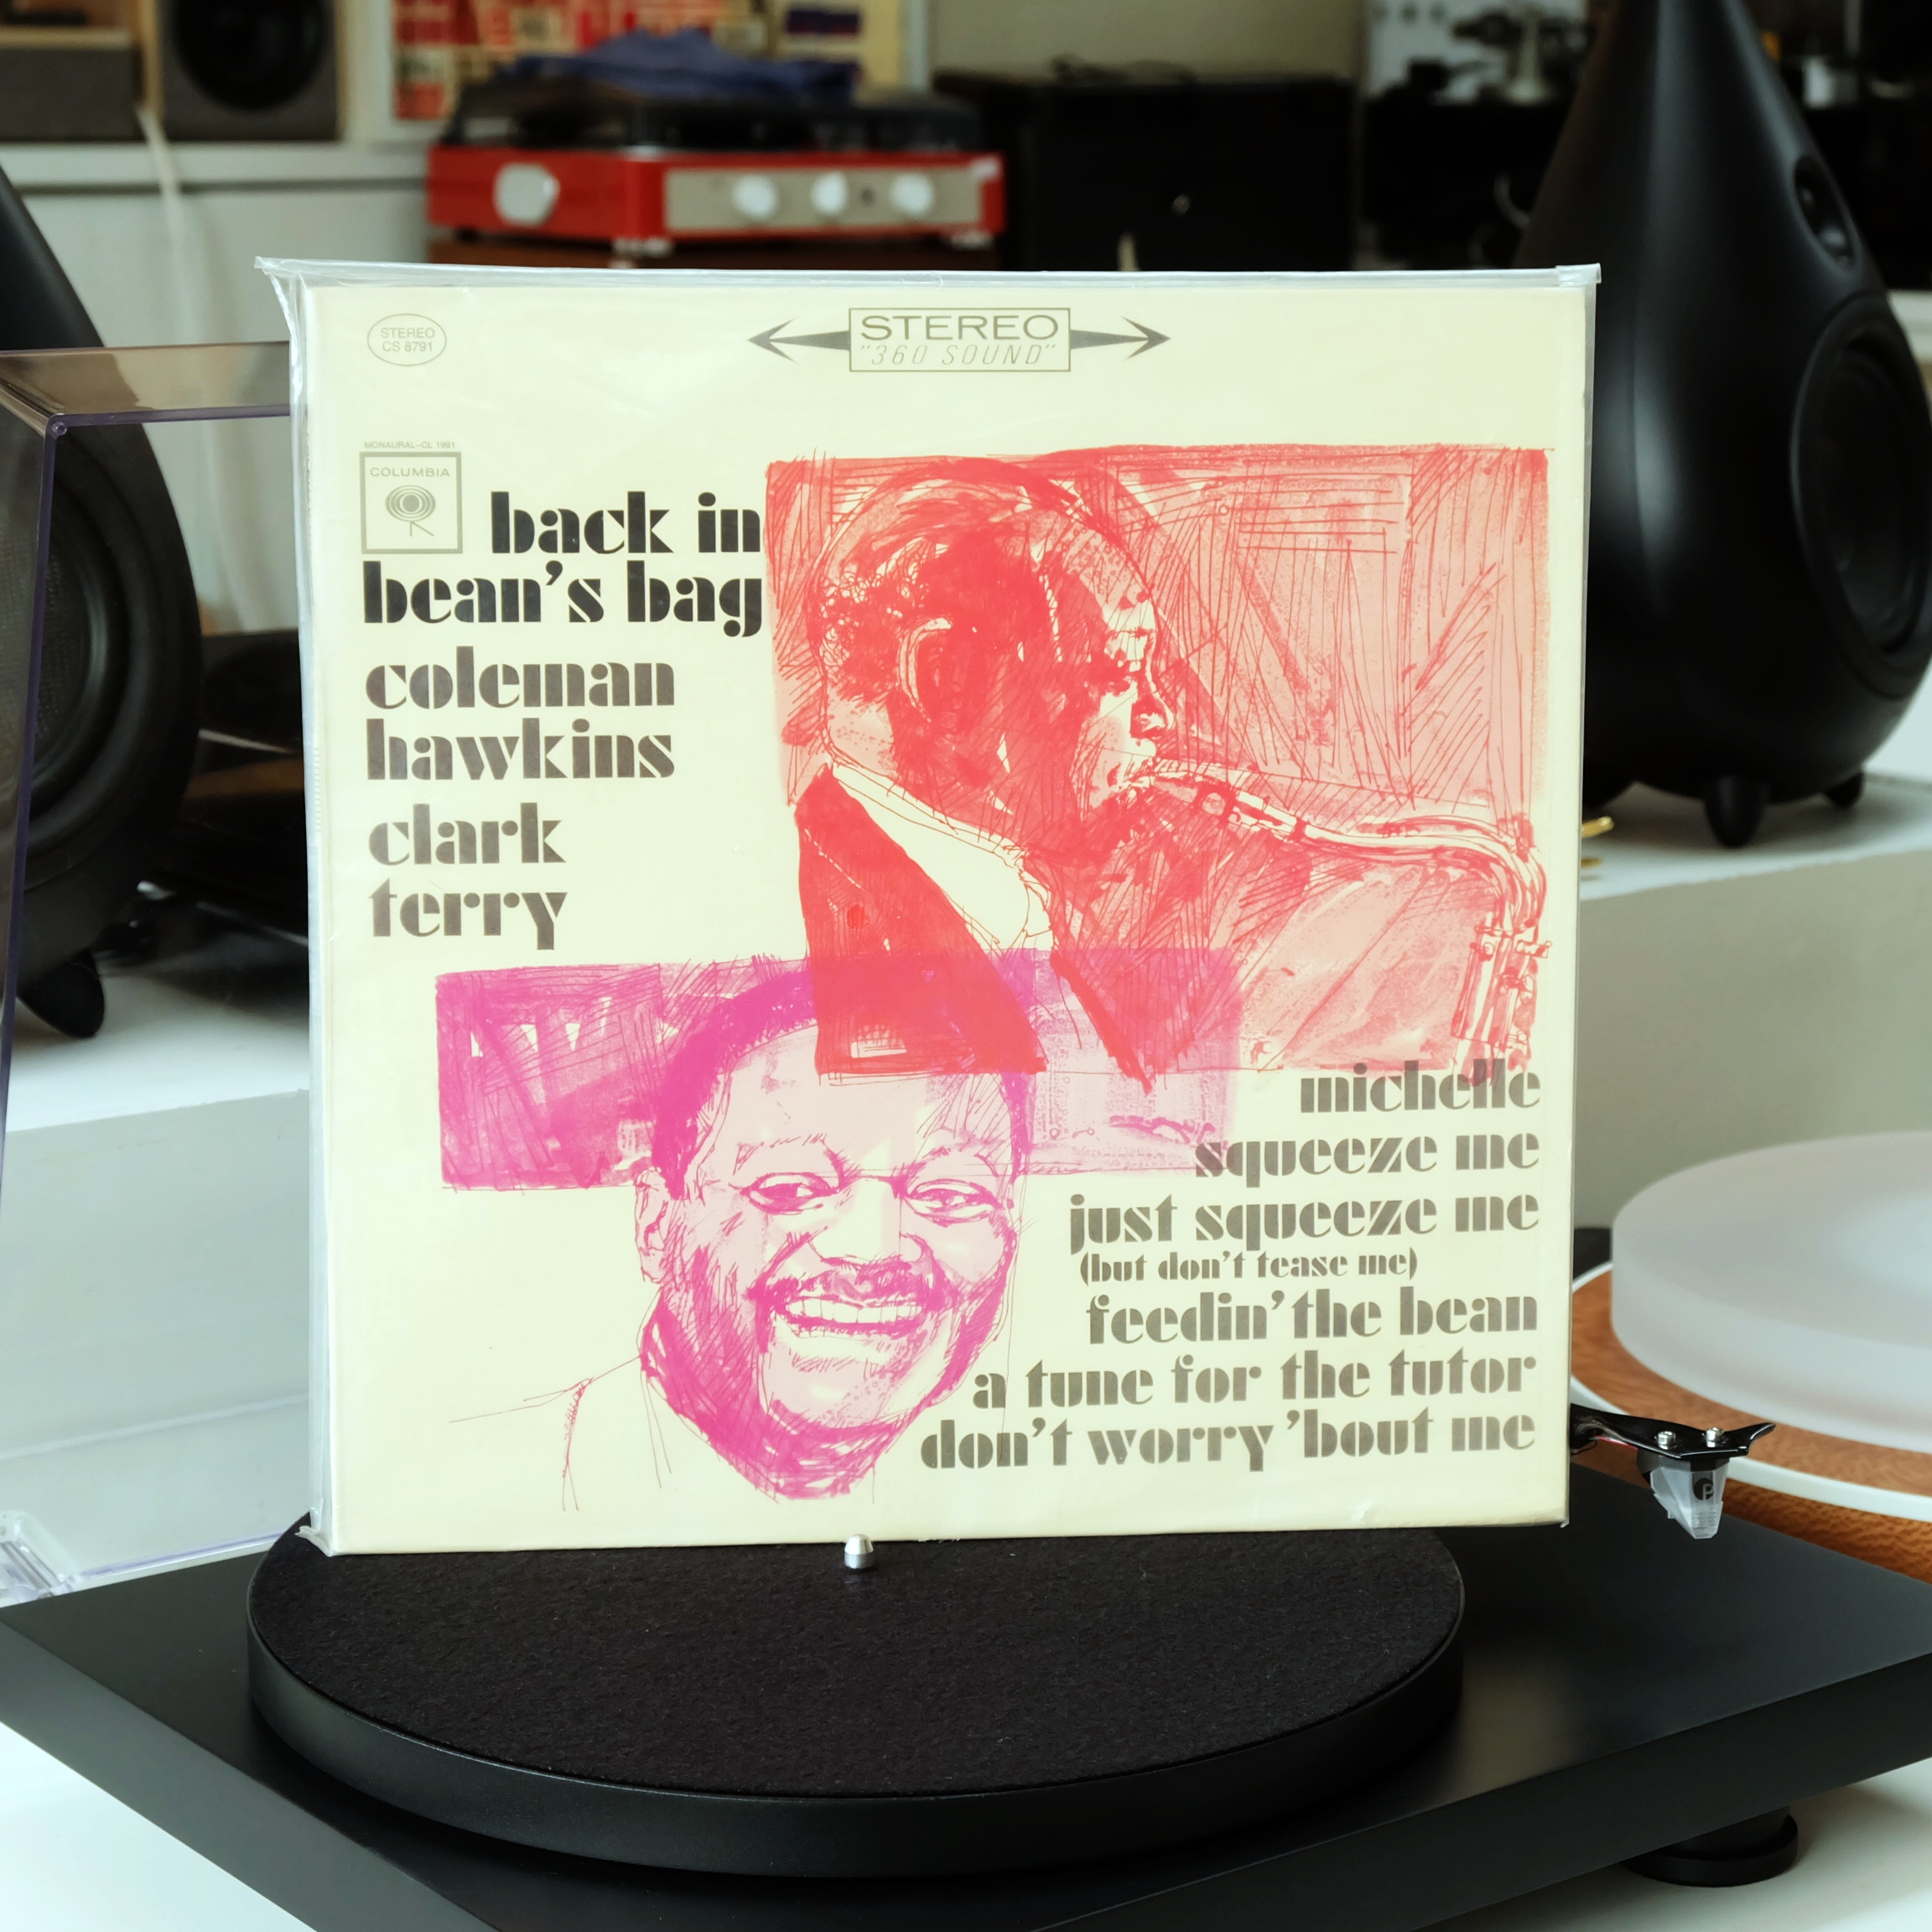 STEREO
CS 8791
STEREO
"360 SOUND"
MONAURAL-CL 1991
COLUMBIA
back in
bean's bag
coleman
hawkins
clark
terry
michelle
squeeze me
just squeeze me
(but don't tease me)
feedin' the bean
a tune for the tutor
don't worry 'bout me